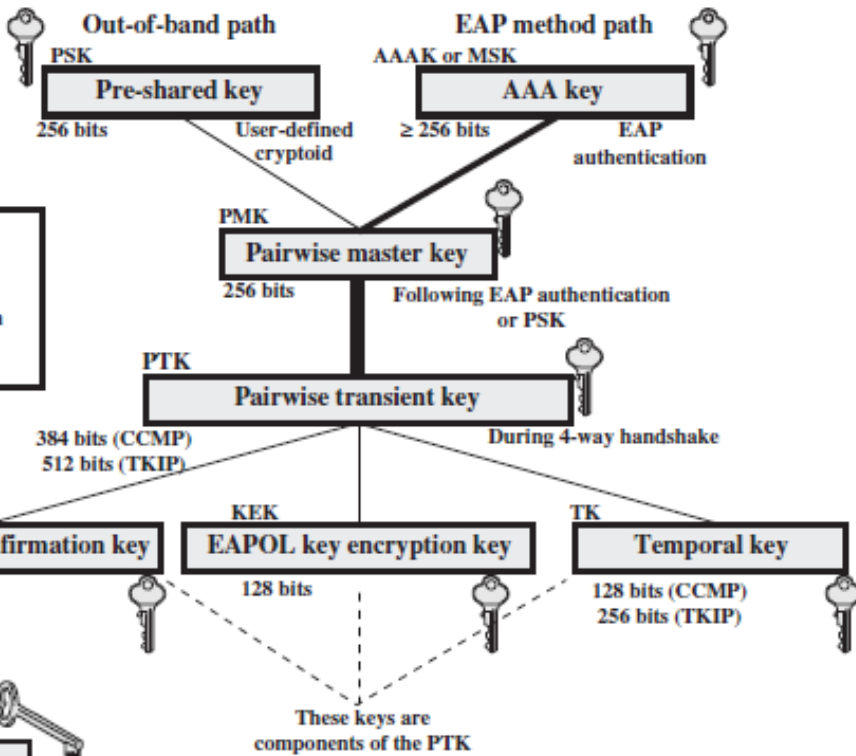 Out-of-band path
EAP method path
PSK
AAAK or MSK
Pre-shared key
AAA key
256 bits
User-defined
cryptoid
≥ 256 bits
EAP
authentication
PMK
Pairwise master key
256 bits
Following EAP authentication
or PSK
PTK
Pairwise transient key
384 bits (CCMP)
512 bits (TKIP)
During 4-way handshake
KEK
TK
firmation key
EAPOL key encryption key
Temporal key
128 bits
128 bits (CCMP)
256 bits (TKIP)
These keys are
components of the PTK